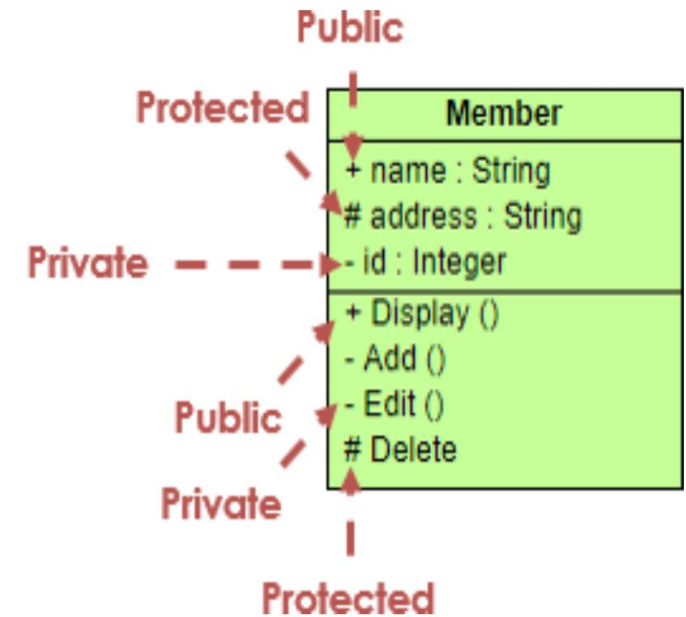 Public
Protected
Member
+ name : String
# address : String
Private
- id : Integer
+ Display ()
- Add ()
Public
- Edit ()
# Delete
Private
Protected